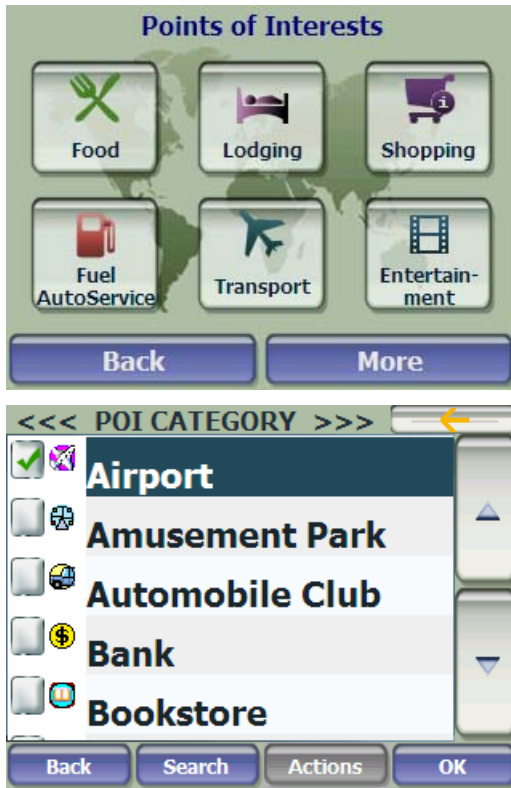 Points of Interests
Food
Lodging
Shopping
Fuel
AutoService
Transport
Entertain-
ment
Back
More
<<< POI CATEGORY >>>
Airport
Amusement Park
Automobile Club
Bank
Bookstore
Back
Search
Actions
OK